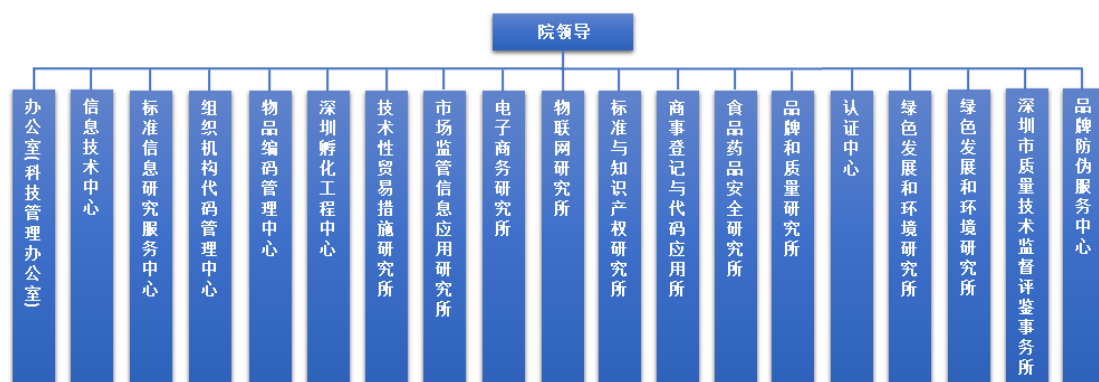 院领导
办公室(科技管理办公室)
信息技术中心
标准信息研究服务中心
组织机构代码管理中心
物品编码管理中心
深圳孵化工程中心
技术性贸易措施研究所
市场监管信息应用研究所
电子商务研究所
物联网研究所
标准与知识产权研究所
商事登记与代码应用所
食品药品安全研究所
品牌和质量研究所
认证中心
绿色发展和环境研究所
绿色发展和环境研究所
深圳市质量技术监督评鉴事务所
品牌防伪服务中心